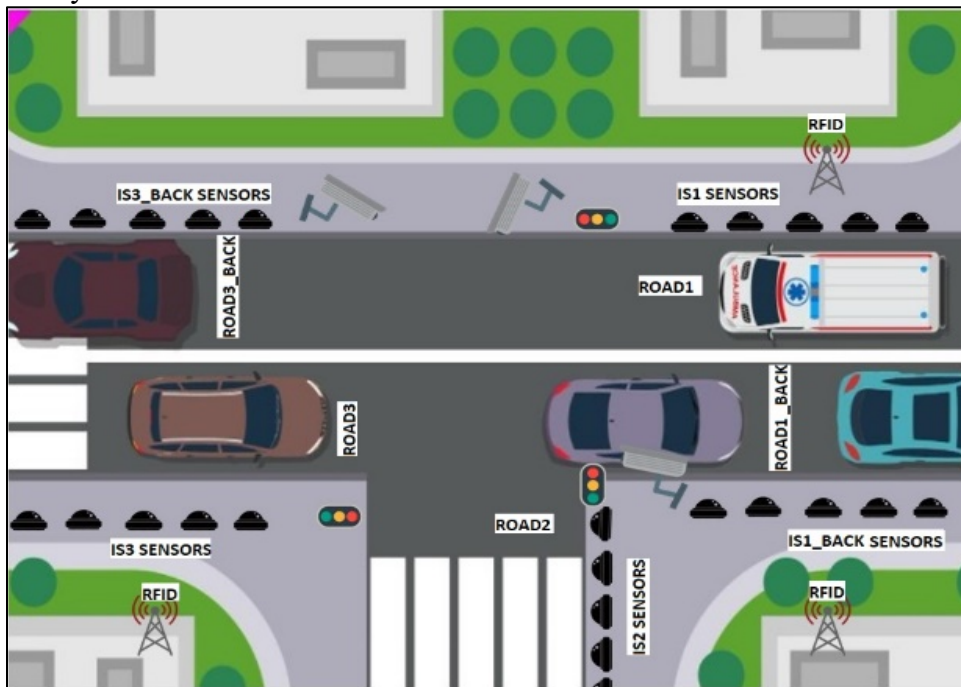 RFID
IS3_BACK SENSORS
IS1 SENSORS
ROAD3_BACK
ROAD1
ROAD3
ROAD1_BACK
ROAD2
IS3 SENSORS
IS1_BACK SENSORS
IS2 SENSORS
RFID
RFID